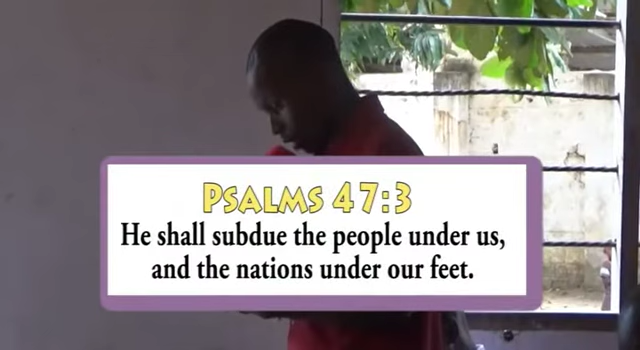 Psalms 47:3
He shall subdue the people under us,
and the nations under our feet.